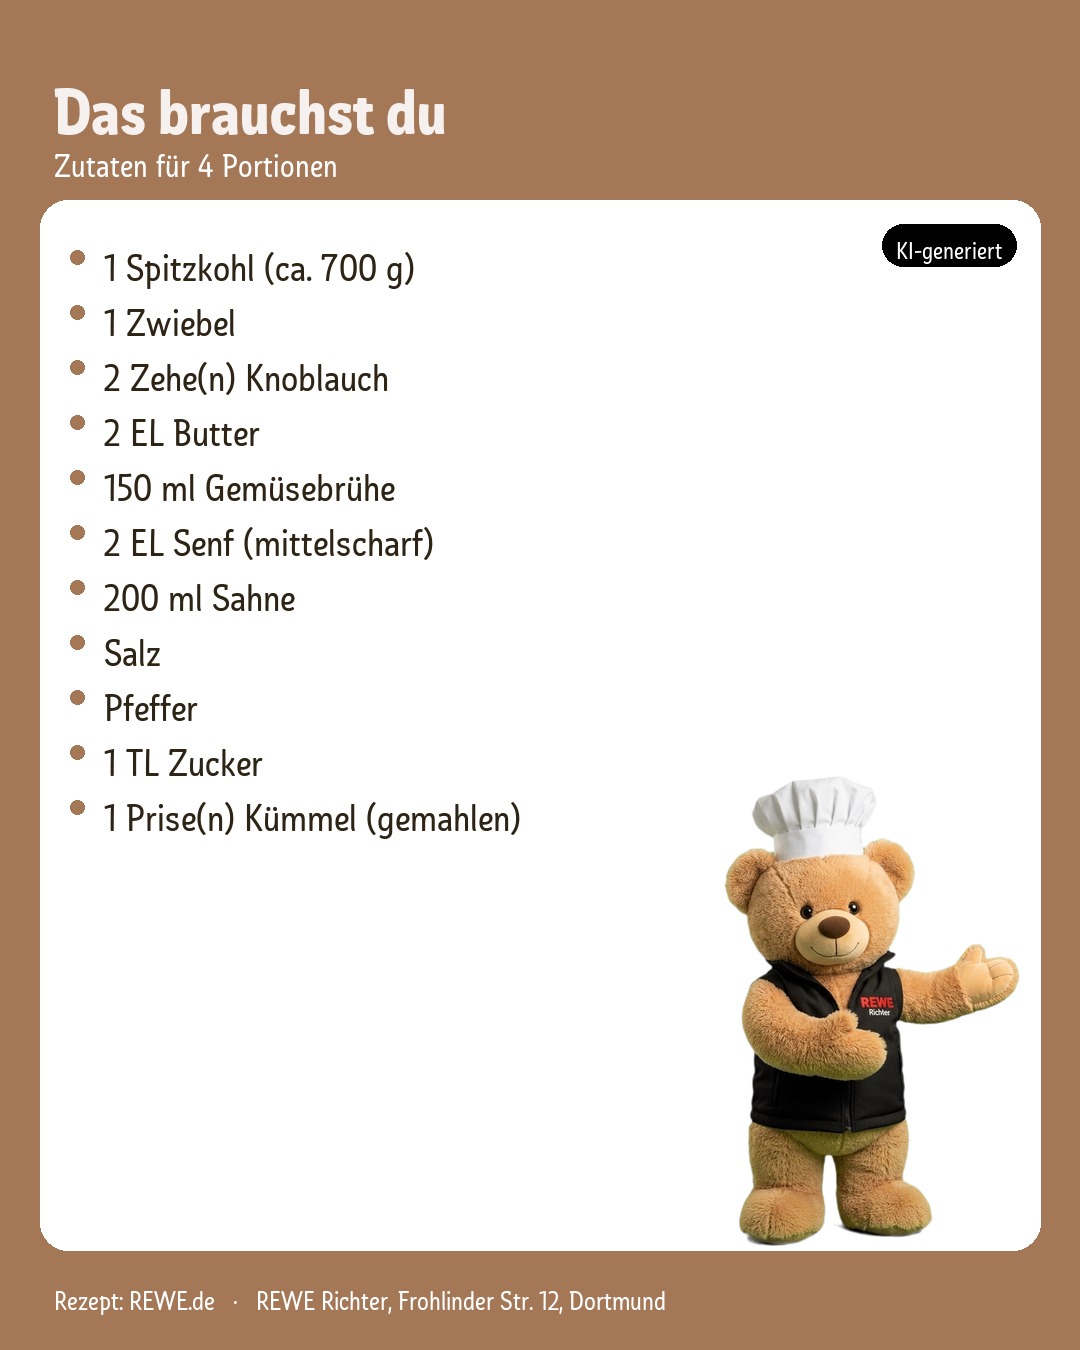 Das brauchst du
Zutaten für 4 Portionen
KI-generiert
1 Spitzkohl (ca. 700 g)
1 Zwiebel
2 Zehe(n) Knoblauch
2 EL Butter
150 ml Gemüsebrühe
2 EL Senf (mittelscharf)
200 ml Sahne
Salz
Pfeffer
1 TL Zucker
1 Prise(n) Kümmel (gemahlen)
REWE
Richter
Rezept: REWE.de · REWE Richter, Frohlinder Str. 12, Dortmund